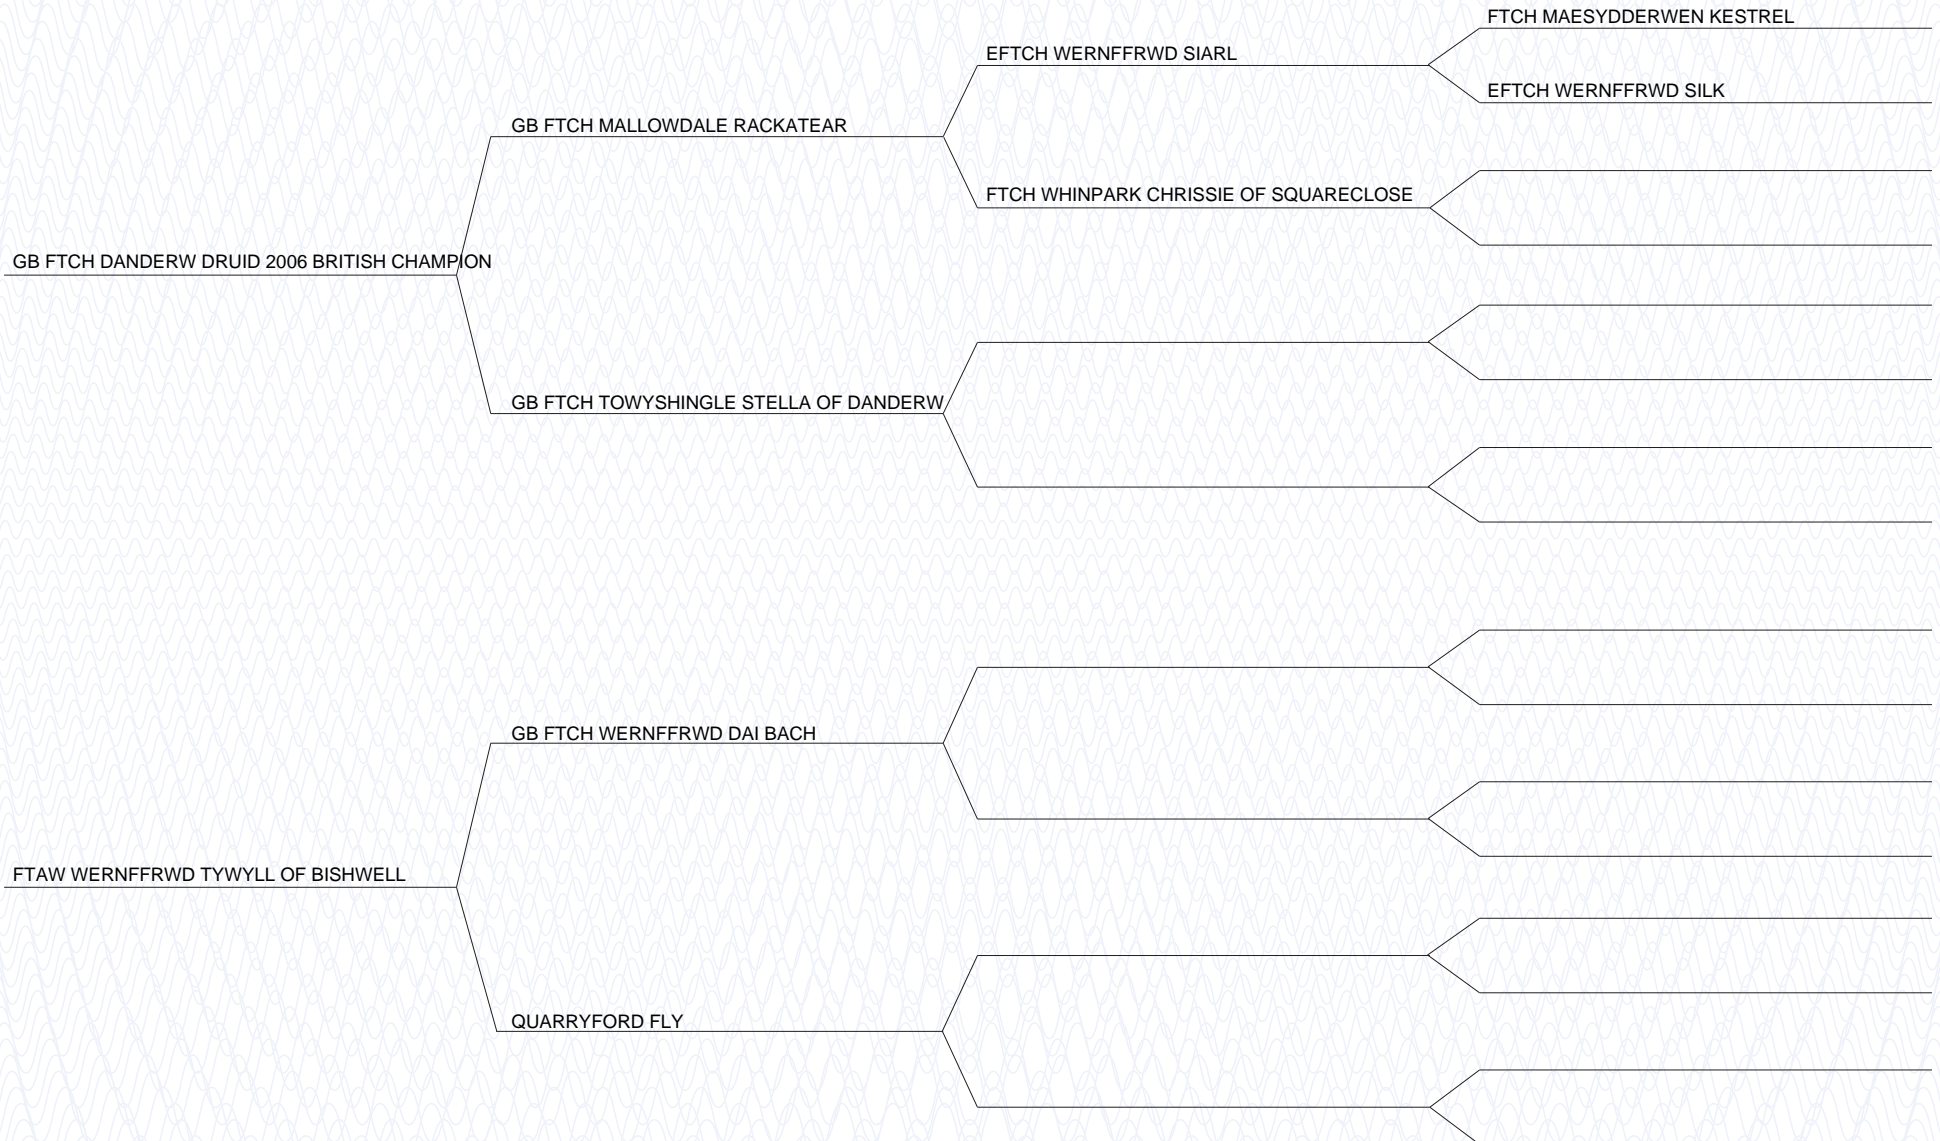 FTCH MAESYDDERWEN KESTREL
EFTCH WERNFFRWD SIARL
EFTCH WERNFFRWD SILK
GB FTCH MALLOWDALE RACKATEAR
FTCH WHINPARK CHRISSIE OF SQUARECLOSE
GB FTCH DANDERW DRUID 2006 BRITISH CHAMPION
GB FTCH TOWYSHINGLE STELLA OF DANDERW
GB FTCH WERNFFRWD DAI BACH
FTAW WERNFFRWD TYWYLL OF BISHWELL
QUARRYFORD FLY